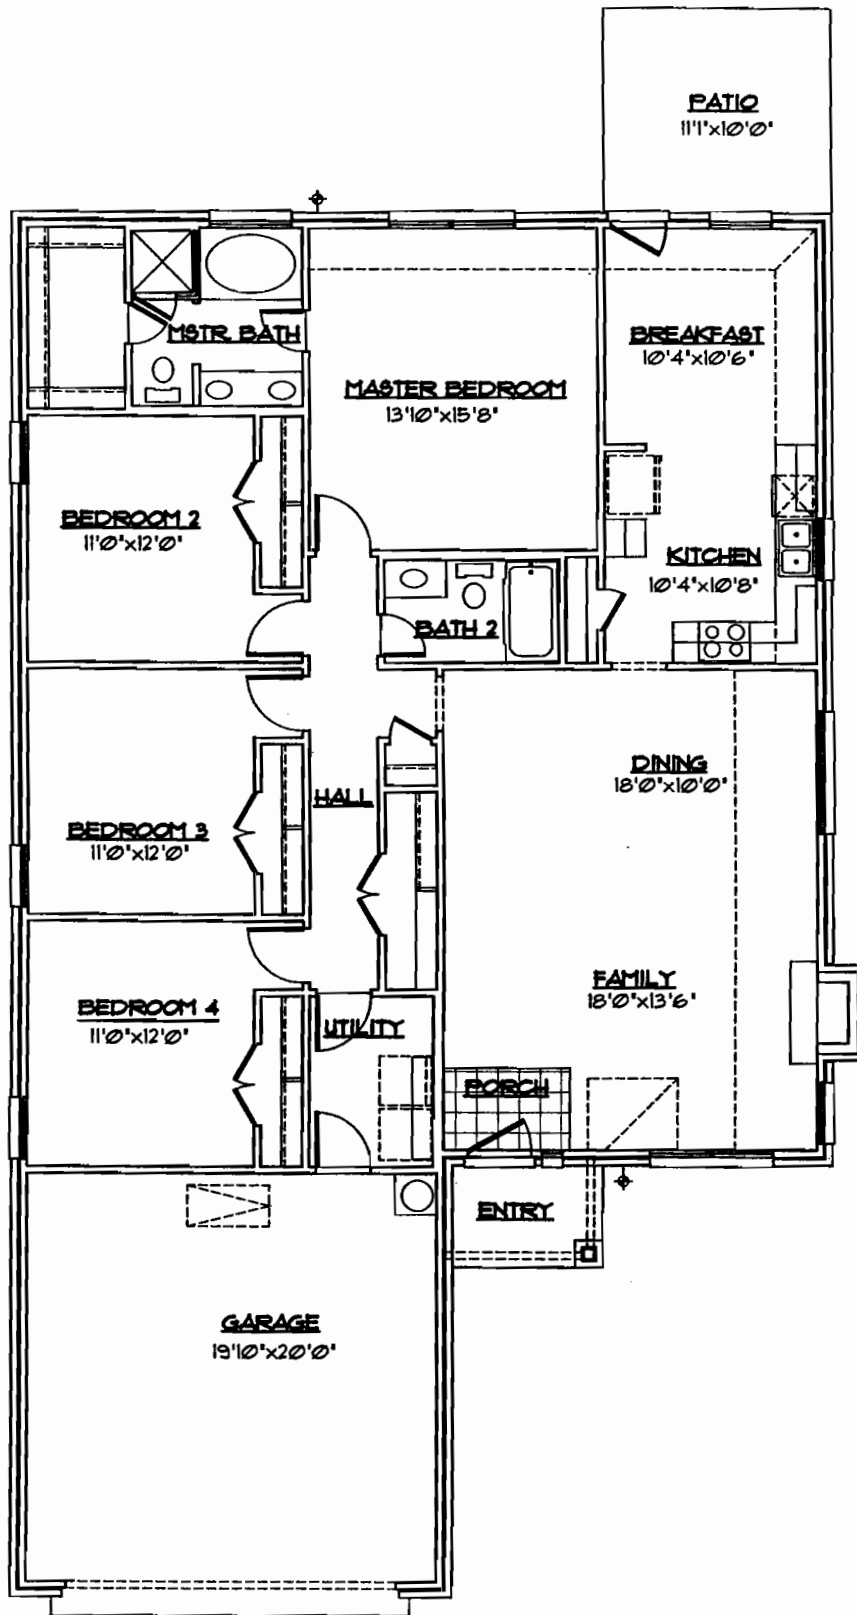 PATIO
11'1"x10'0"
MSTR. BATH
BREAKFAST
10'4"x10'6"
MASTER BEDROOM
13'10"x15'8"
BEDROOM 2
11'0"x12'0"
KITCHEN
10'4"x10'8"
BATH 2
DINING
18'0"x10'0"
HALL
BEDROOM 3
11'0"x12'0"
FAMILY
18'0"x13'6"
BEDROOM 4
11'0"x12'0"
UTILITY
PORCH
ENTRY
GARAGE
19'10"x20'0"